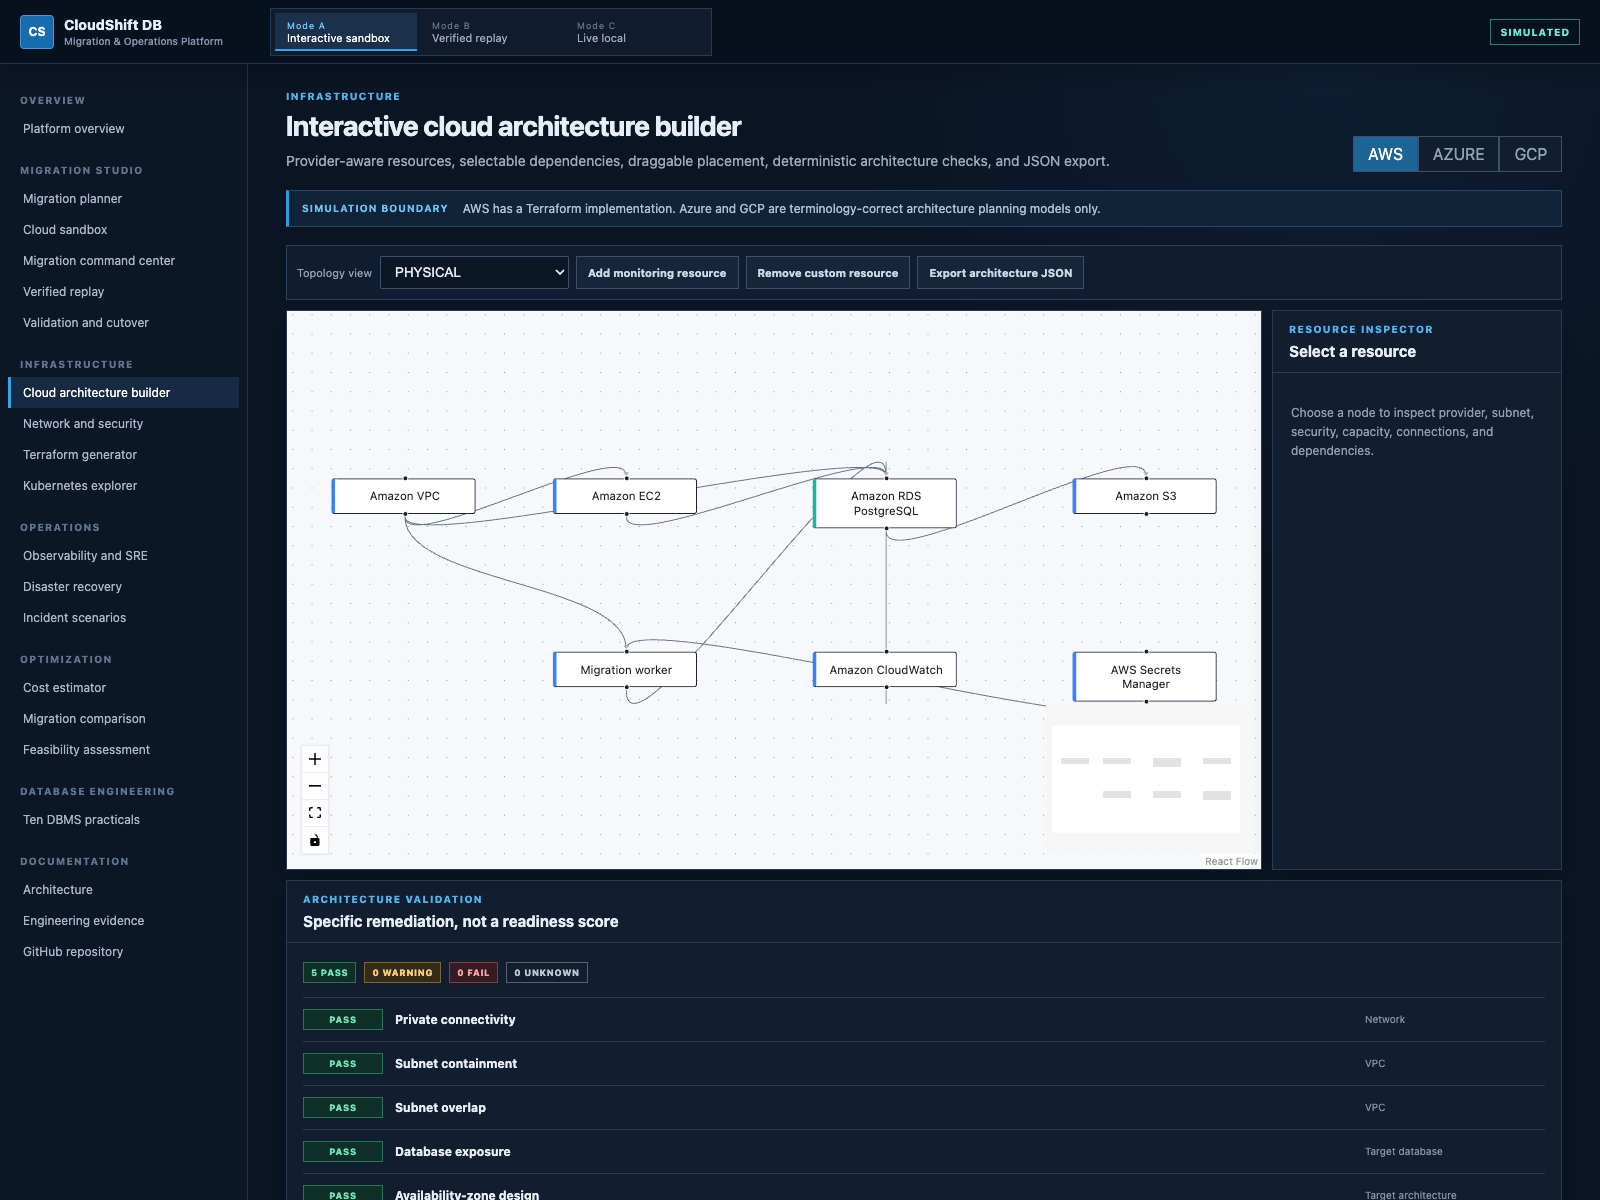 CS
CloudShift DB
Migration & Operations Platform
Mode A
Interactive sandbox
Mode B
Verified replay
Mode C
Live local
SIMULATED
OVERVIEW
Platform overview
MIGRATION STUDIO
Migration planner
Cloud sandbox
Migration command center
Verified replay
Validation and cutover
INFRASTRUCTURE
Cloud architecture builder
Network and security
Terraform generator
Kubernetes explorer
OPERATIONS
Observability and SRE
Disaster recovery
Incident scenarios
OPTIMIZATION
Cost estimator
Migration comparison
Feasibility assessment
DATABASE ENGINEERING
Ten DBMS practicals
DOCUMENTATION
Architecture
Engineering evidence
GitHub repository
INFRASTRUCTURE
Interactive cloud architecture builder
Provider-aware resources, selectable dependencies, draggable placement, deterministic architecture checks, and JSON export.
AWS
AZURE
GCP
SIMULATION BOUNDARY AWS has a Terraform implementation. Azure and GCP are terminology-correct architecture planning models only.
Topology view
PHYSICAL
Add monitoring resource
Remove custom resource
Export architecture JSON
Amazon VPC
Amazon EC2
Amazon RDS
PostgreSQL
Amazon S3
Migration worker
Amazon CloudWatch
AWS Secrets
Manager
React Flow
RESOURCE INSPECTOR
Select a resource
Choose a node to inspect provider, subnet,
security, capacity, connections, and
dependencies.
ARCHITECTURE VALIDATION
Specific remediation, not a readiness score
5 PASS
0 WARNING
0 FAIL
0 UNKNOWN
PASS Private connectivity Network
PASS Subnet containment VPC
PASS Subnet overlap VPC
PASS Database exposure Target database
PASS Availability-zone design Target architecture